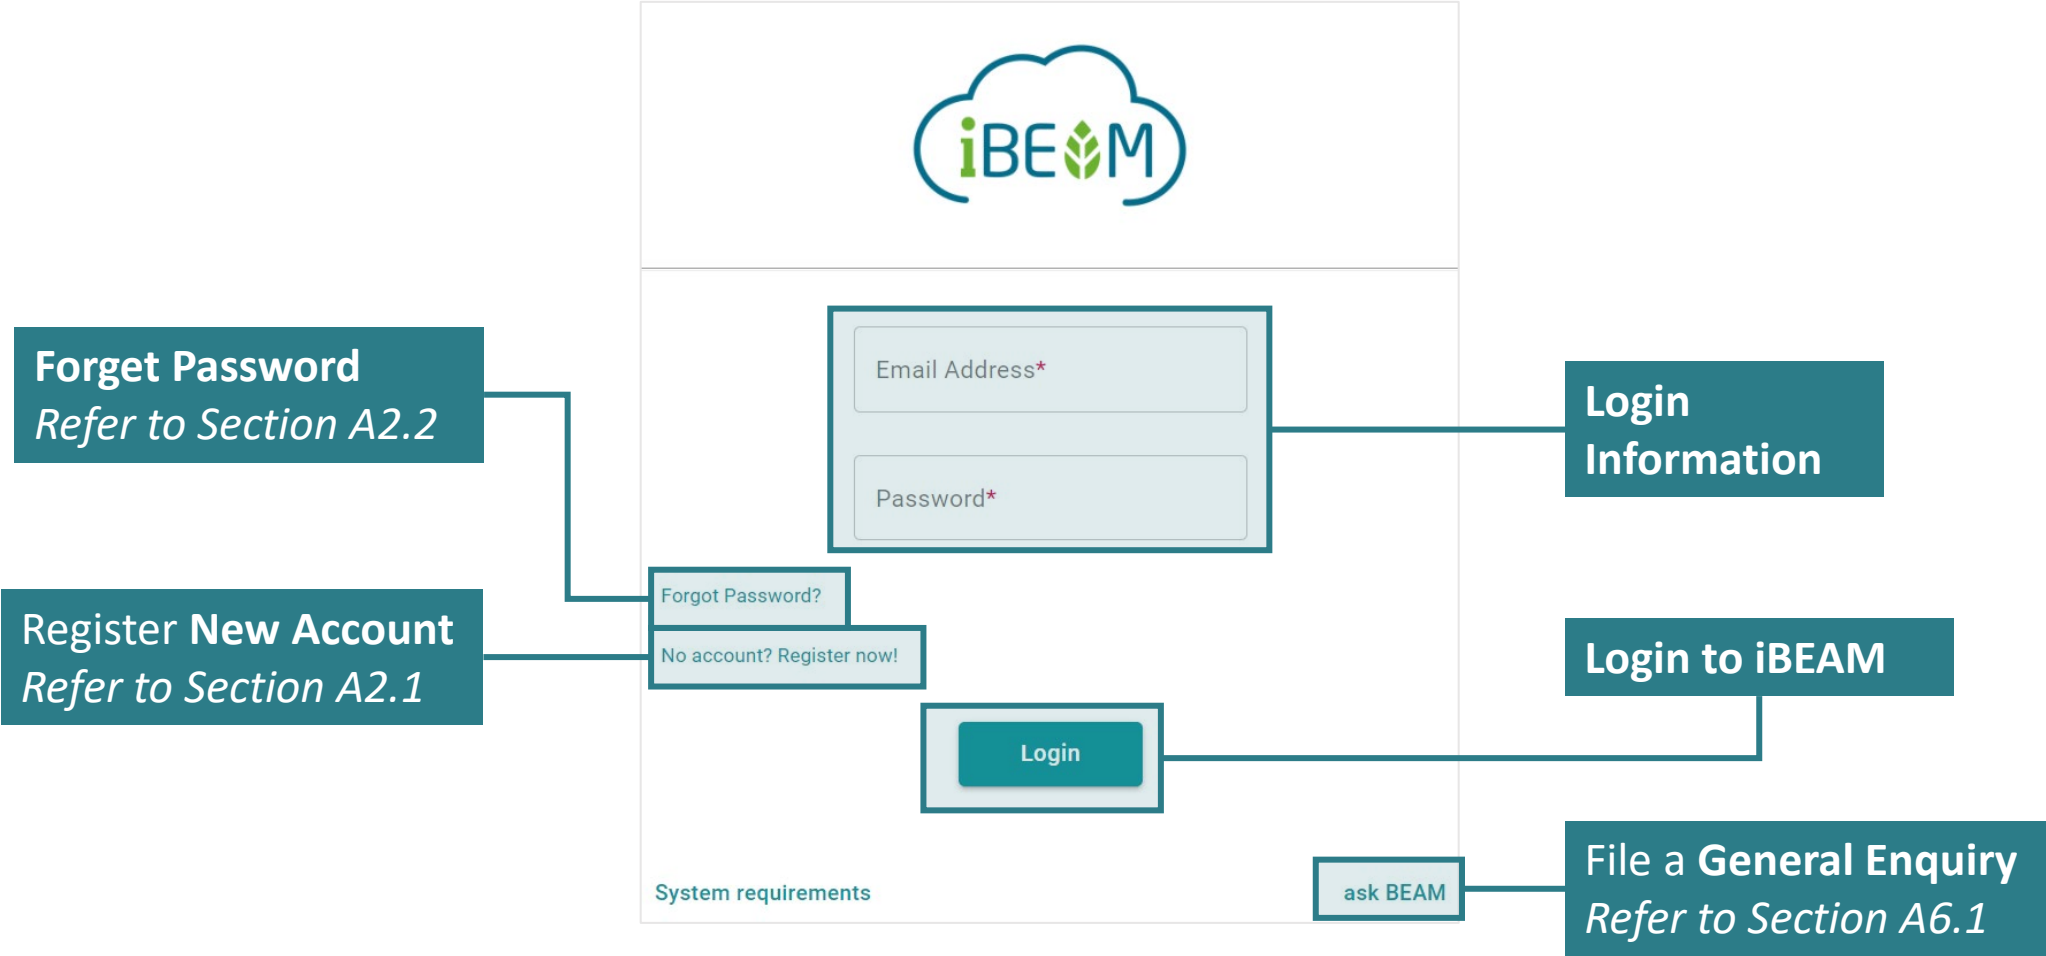 iBEAM
Forget Password
Refer to Section A2.2
Email Address*
Login
Information
Password*
Forgot Password?
Register New Account
Refer to Section A2.1
No account? Register now!
Login to iBEAM
Login
File a General Enquiry
Refer to Section A6.1
System requirements
ask BEAM